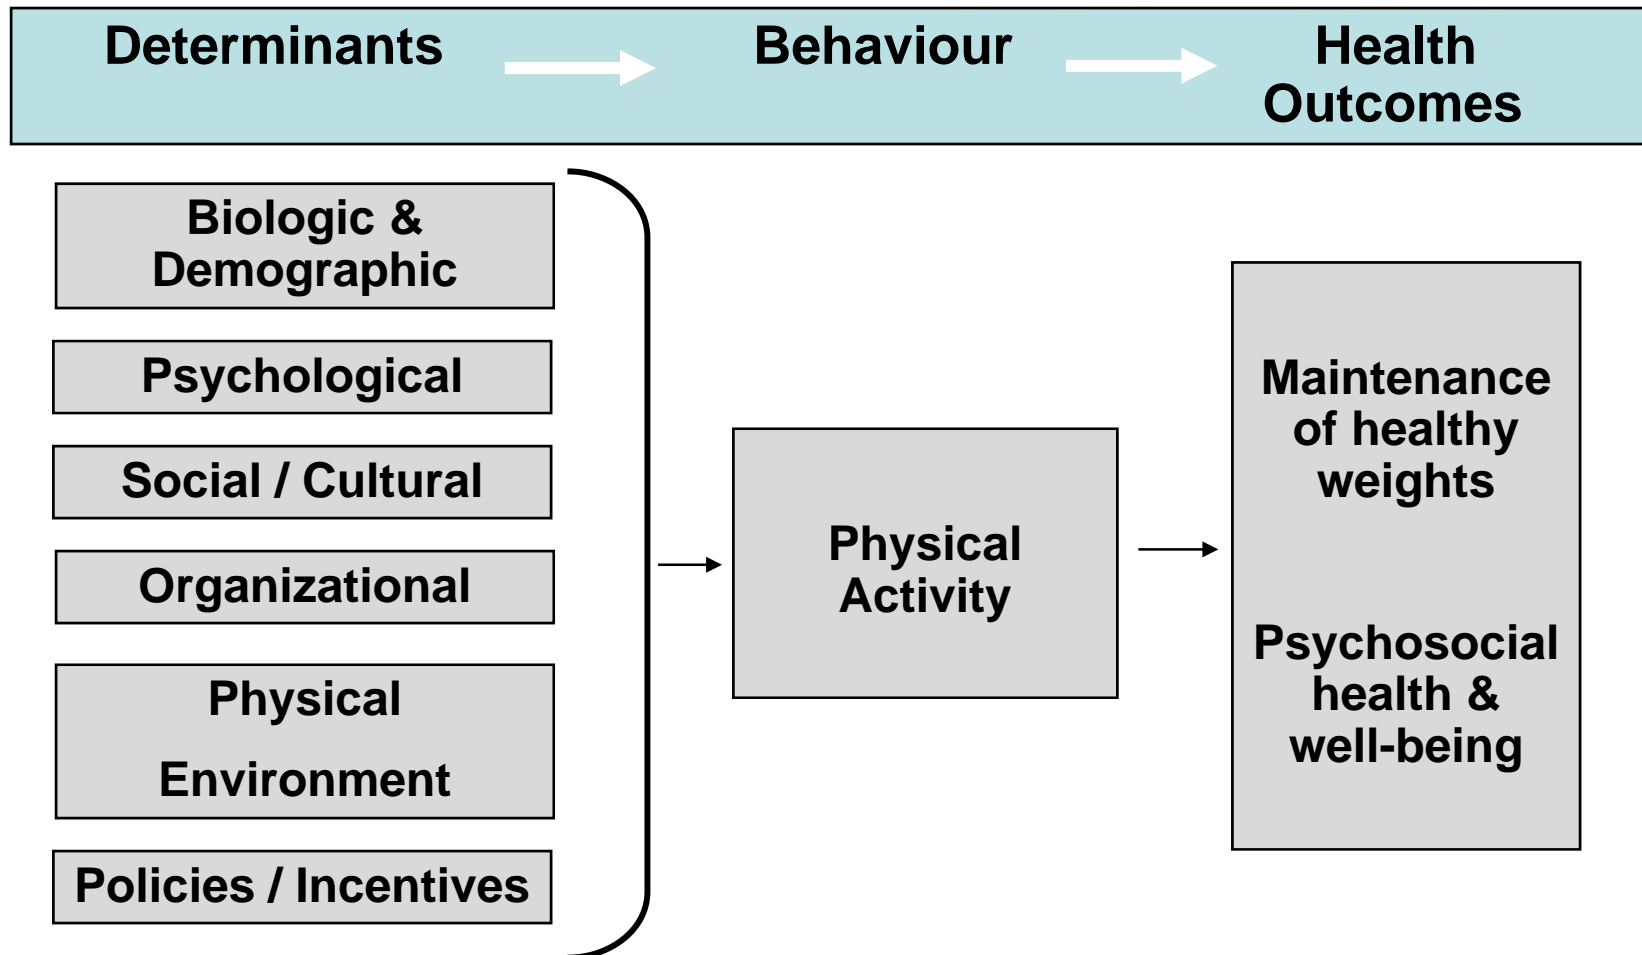 Determinants
Behaviour
Health
Outcomes
Biologic &
Demographic
Psychological
Social / Cultural
Organizational
Physical
Environment
Policies / Incentives
Physical
Activity
Maintenance
of healthy
weights
Psychosocial
health &
well-being